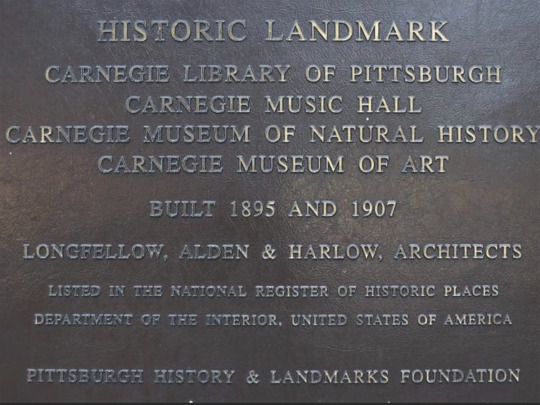 HISTORIC LANDMARK
CARNEGIE LIBRARY OF PITTSBURGH
CARNEGIE MUSIC HALL
CARNEGIE MUSEUM OF NATURAL HISTORY
CARNEGIE MUSEUM OF ART
BUILT 1895 AND 1907
LONGFELLOW, ALDEN & HARLOW, ARCHITECTS
LISTED IN THE NATIONAL REGISTER OF HISTORIC PLACES
DEPARTMENT OF THE INTERIOR, UNITED STATES OF AMERICA
PITTSBURGH HISTORY & LANDMARKS FOUNDATION